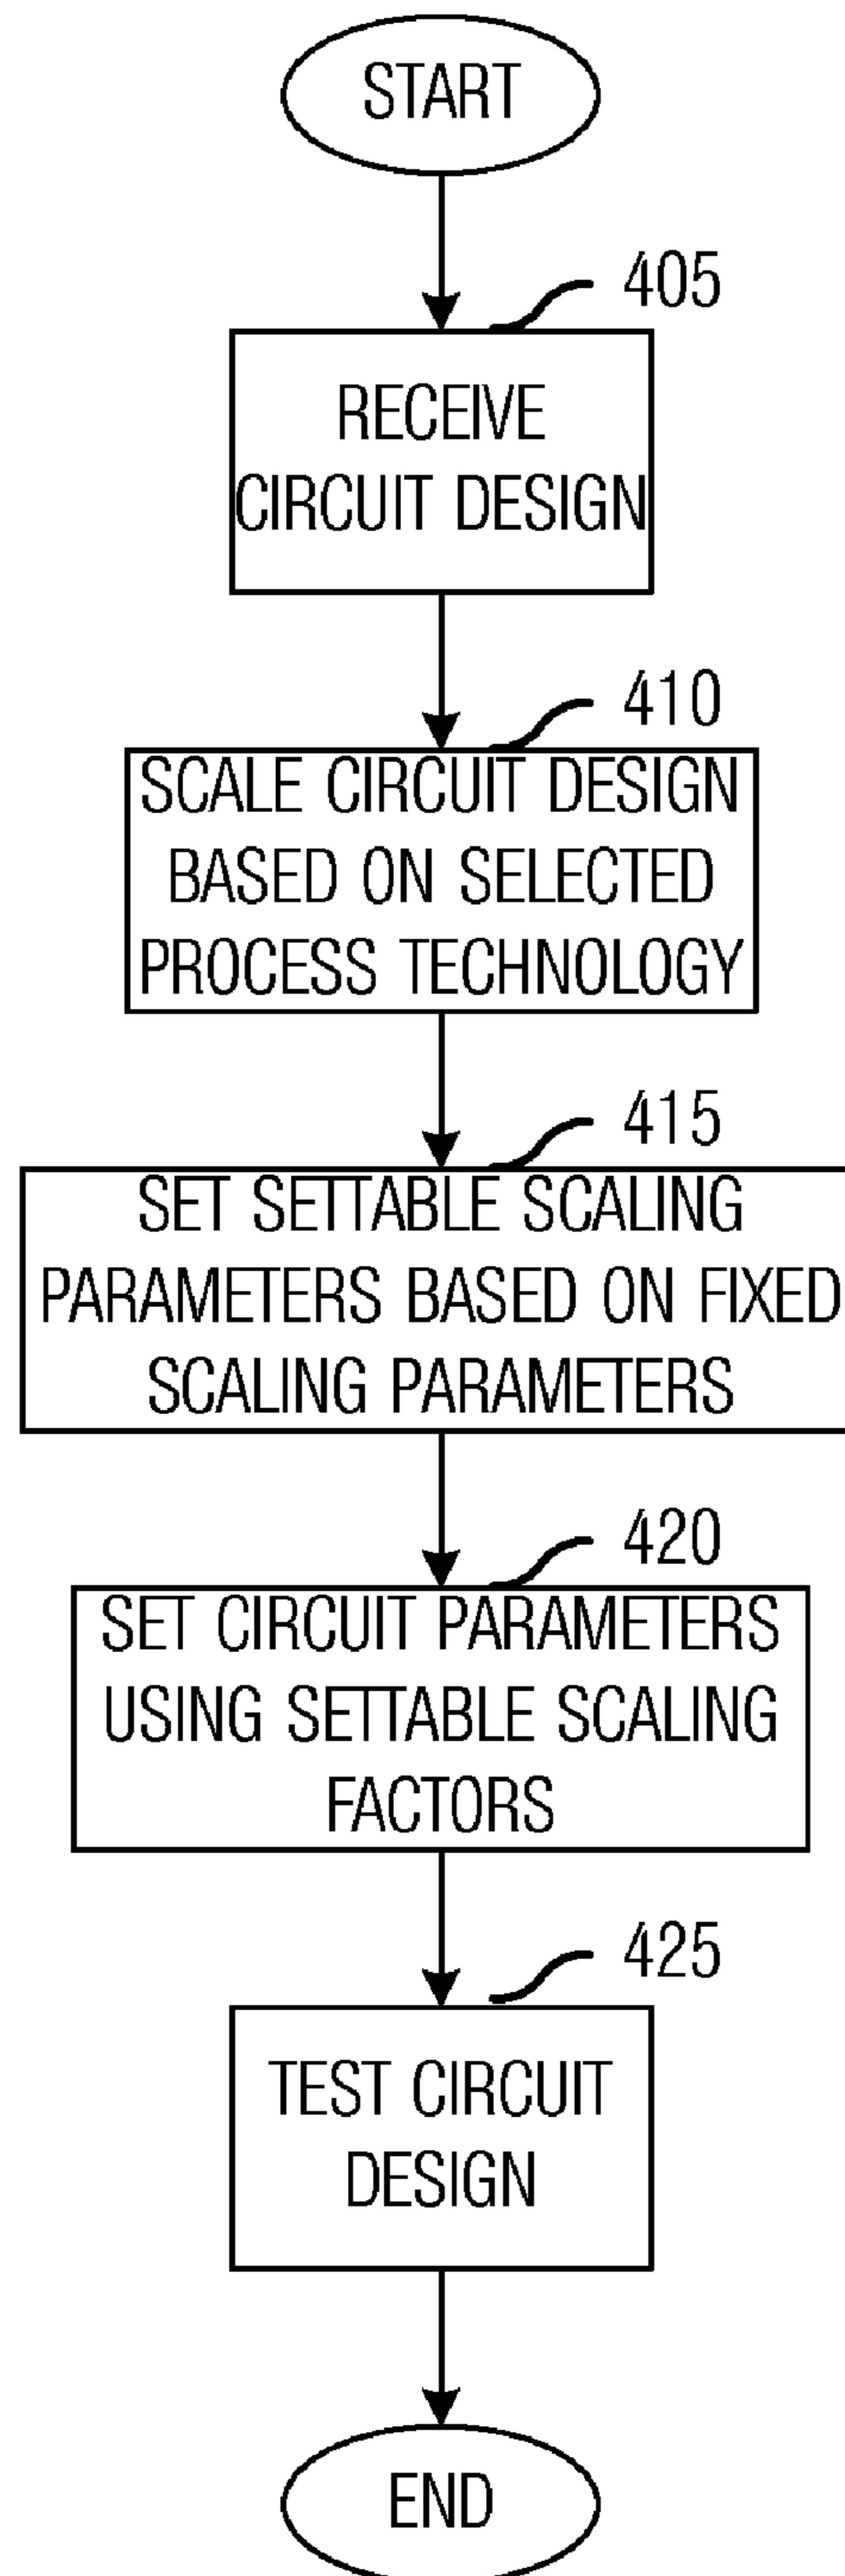 START
405
RECEIVE
CIRCUIT DESIGN
410
SCALE CIRCUIT DESIGN
BASED ON SELECTED
PROCESS TECHNOLOGY
415
SET SETTABLE SCALING
PARAMETERS BASED ON FIXED
SCALING PARAMETERS
420
SET CIRCUIT PARAMETERS
USING SETTABLE SCALING
FACTORS
425
TEST CIRCUIT
DESIGN
END